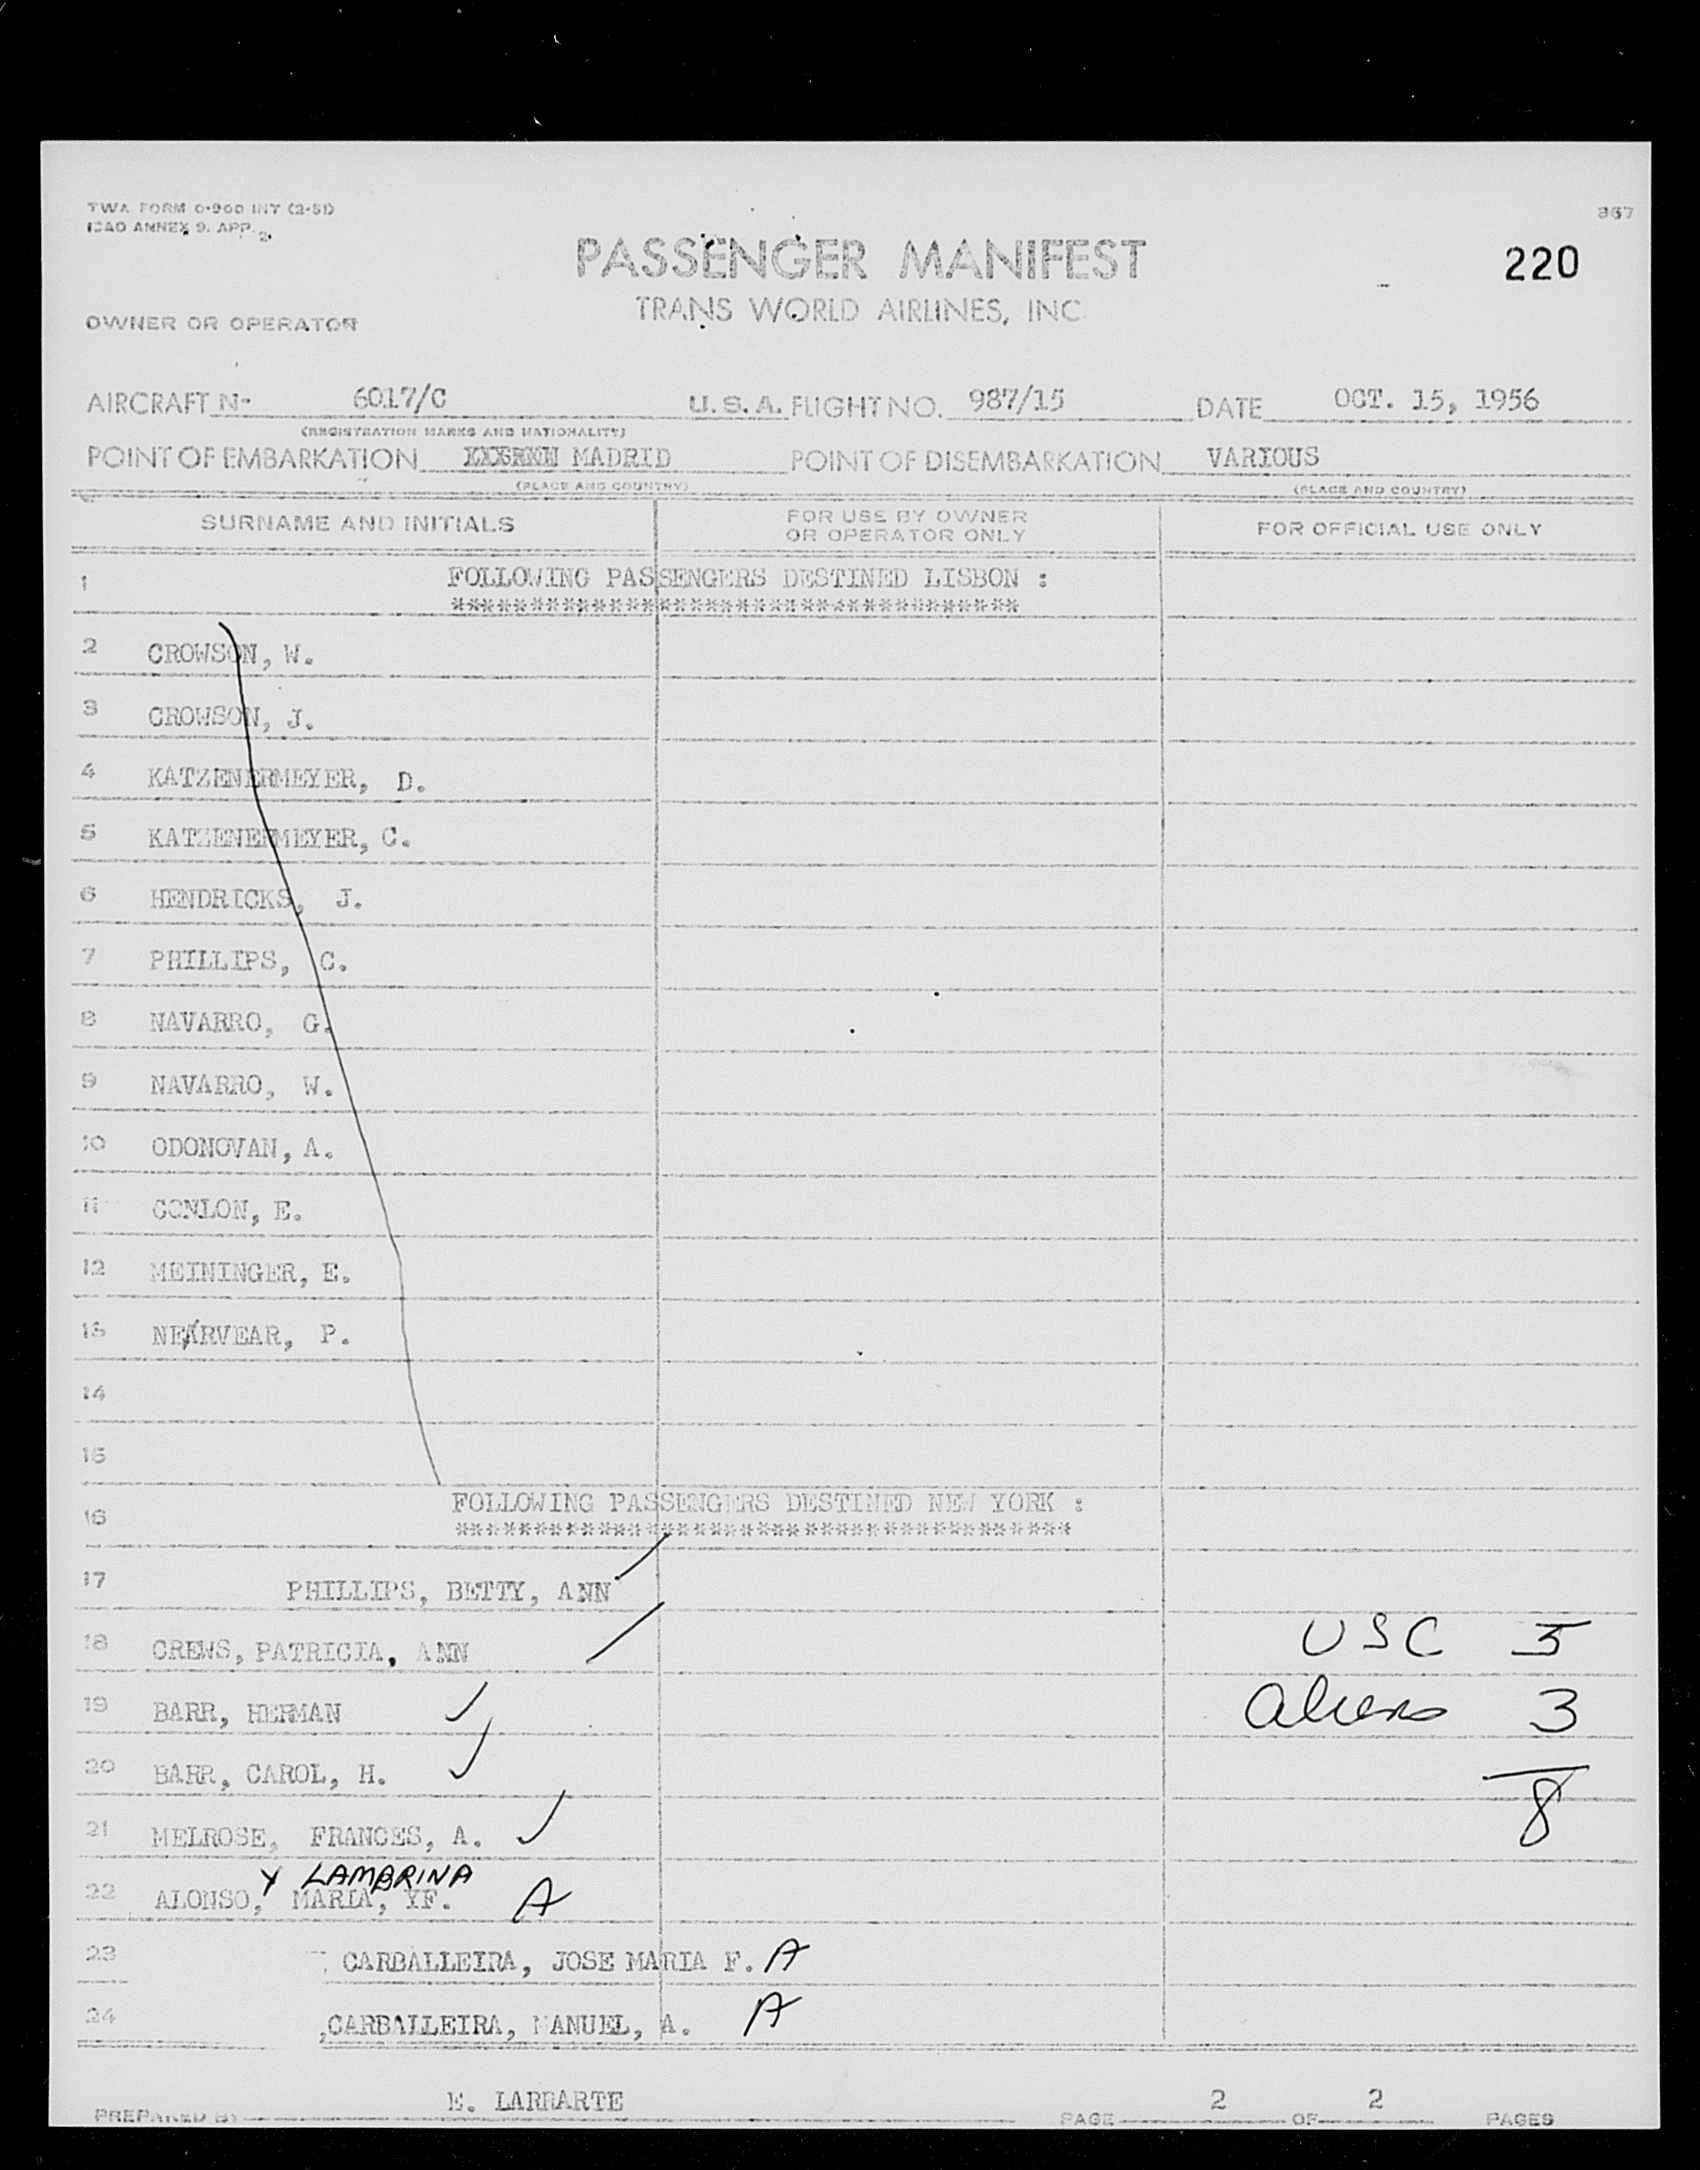 TWA FORM O-900 INT (2-51)
ICAO ANNEX 9. APP. 2.
367
PASSENGER MANIFEST
220
TRANS WORLD AIRLINES, INC
OWNER OR OPERATOR
AIRCRAFT N- 6017/C U.S.A. FLIGHT NO. 987/15 DATE OCT. 15, 1956
(REGISTRATION MARKS AND NATIONALITY)
POINT OF EMBARKATION MADRID POINT OF DISEMBARKATION VARIOUS
(PLACE AND COUNTRY) (PLACE AND COUNTRY)
SURNAME AND INITIALS FOR USE BY OWNER OR OPERATOR ONLY FOR OFFICIAL USE ONLY
1 FOLLOWING PASSENGERS DESTINED LISBON :
************************************
2 CROWSON, W.
3 CROWSON, J.
4 KATZENERMEYER, D.
5 KATZENERMEYER, C.
6 HENDRICKS, J.
7 PHILLIPS, C.
8 NAVARRO, G.
9 NAVARRO, W.
10 ODONOVAN, A.
11 CONLON, E.
12 MEININGER, E.
13 NEARVEAR, P.
14
15
16 FOLLOWING PASSENGERS DESTINED NEW YORK :
***************************************
17 PHILLIPS, BETTY, ANN
18 CREWS, PATRICIA, ANN USC 5
19 BARR, HERMAN Aliens 3
20 BARR, CAROL, H. 8
21 MELROSE, FRANCES, A.
Y LAMBRINA
22 ALONSO, MARIA, YF. A
23 CARBALLEIRA, JOSE MARIA F. A
24 CARBALLEIRA, MANUEL, A. A
PREPARED BY E. LARRARTE PAGE 2 OF 2 PAGES